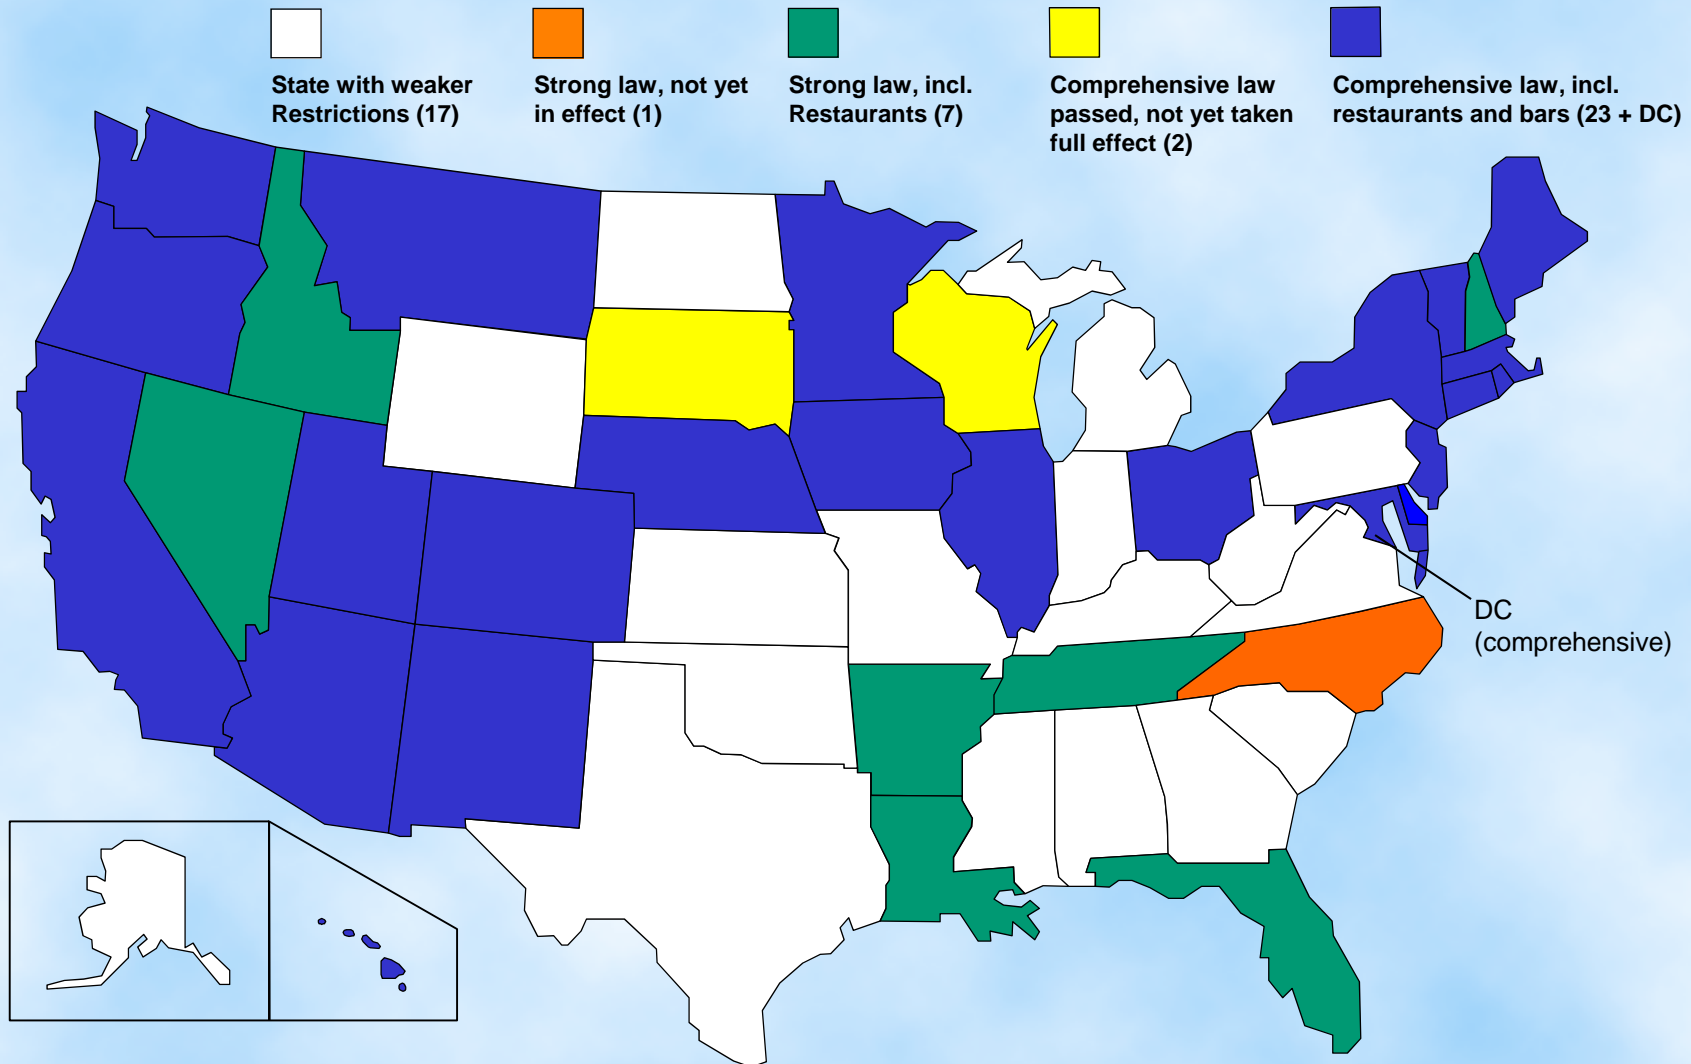 State with weaker
Restrictions (17)
Strong law, not yet
in effect (1)
Strong law, incl.
Restaurants (7)
Comprehensive law
passed, not yet taken
full effect (2)
Comprehensive law, incl.
restaurants and bars (23 + DC)
DC
(comprehensive)